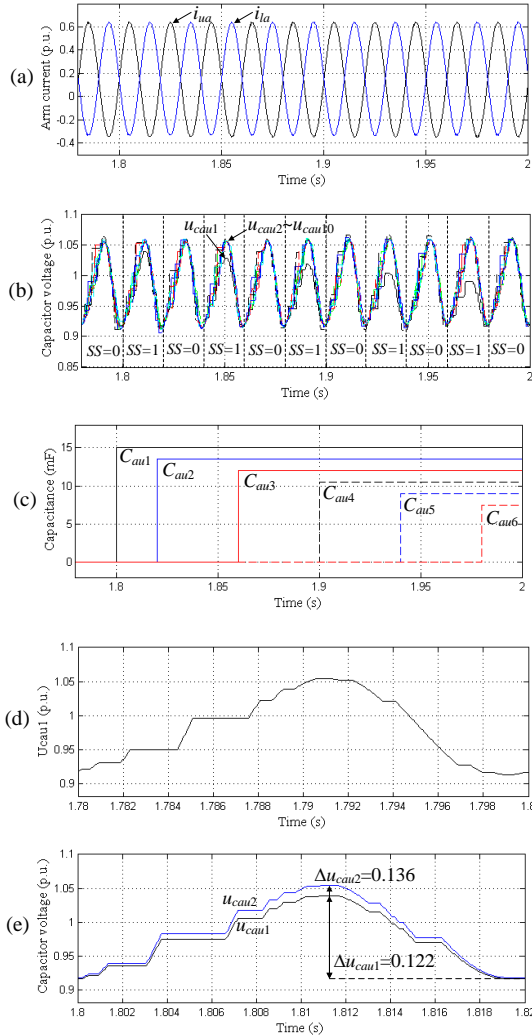 (a)
Arm current (p.u.)
0.6
0.4
0.2
0
-0.2
-0.4
i_ua
i_la
1.8 1.85 1.9 1.95 2
Time (s)
(b)
Capacitor voltage (p.u.)
1.1
1.05
1
0.95
0.9
0.85
u_cau1
u_cau2~u_cau10
SS=0 SS=1 SS=0 SS=1 SS=0 SS=1 SS=0 SS=1 SS=0 SS=1 SS=0
1.8 1.85 1.9 1.95 2
Time (s)
(c)
Capacitance (mF)
15
10
5
0
C_au1
C_au2
C_au3
C_au4
C_au5
C_au6
1.8 1.85 1.9 1.95 2
Time (s)
(d)
Ucau1 (p.u.)
1.1
1.05
1
0.95
0.9
1.78 1.782 1.784 1.786 1.788 1.79 1.792 1.794 1.796 1.798 1.8
Time (s)
(e)
Capacitor voltage (p.u.)
1.1
1.05
1
0.95
0.9
Δu_cau2=0.136
u_cau2
u_cau1
Δu_cau1=0.122
1.80 1.802 1.804 1.806 1.808 1.810 1.812 1.814 1.816 1.818 1.820
Time (s)